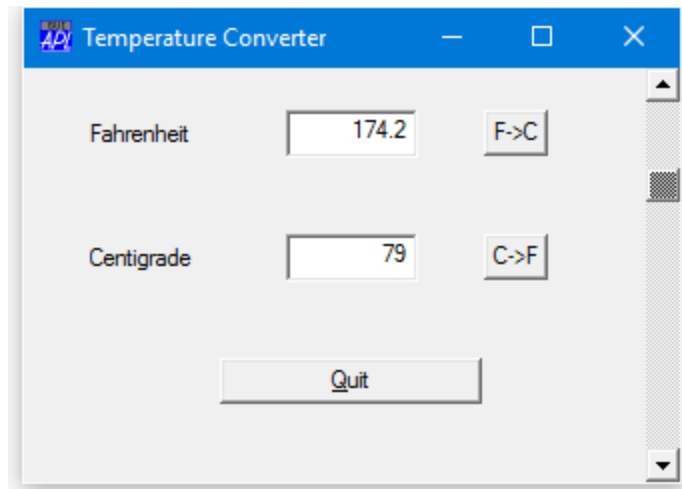 Temperature Converter
Fahrenheit 174.2 F->C
Centigrade 79 C->F
Quit